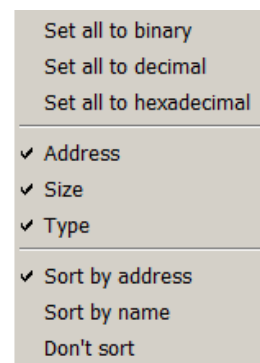 Set all to binary
Set all to decimal
Set all to hexadecimal
Address
Size
Type
Sort by address
Sort by name
Don't sort